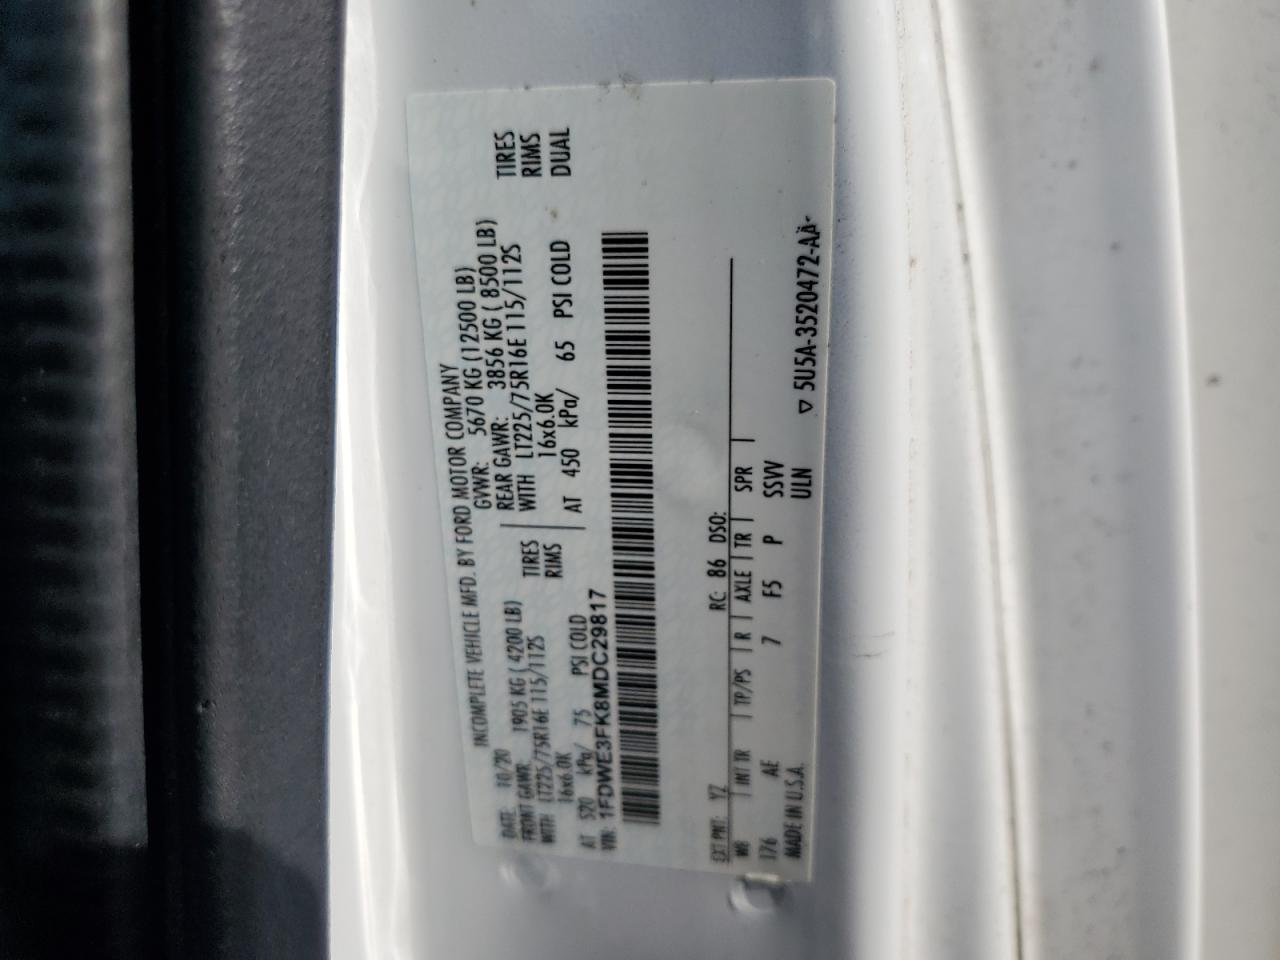 INCOMPLETE VEHICLE MFD. BY FORD MOTOR COMPANY
DATE: 10/20 GVWR: 5670 KG (12500 LB)
FRONT GAWR: 1905 KG ( 4200 LB) REAR GAWR: 3856 KG ( 8500 LB)
WITH LT225/75R16E 115/112S TIRES WITH LT225/75R16E 115/112S TIRES
16x6.0K RIMS 16x6.0K RIMS
AT 520 kPa/ 75 PSI COLD AT 450 kPa/ 65 PSI COLD DUAL
VIN: 1FDWE3FK8MDC29817
EXT PNT: YZ RC: 86 DSO:
WB | INT TR | TP/PS | R | AXLE | TR | SPR |
176 AE 7 F5 P SSVV
MADE IN U.S.A. ULN ▽ 5U5A-3520472-AA